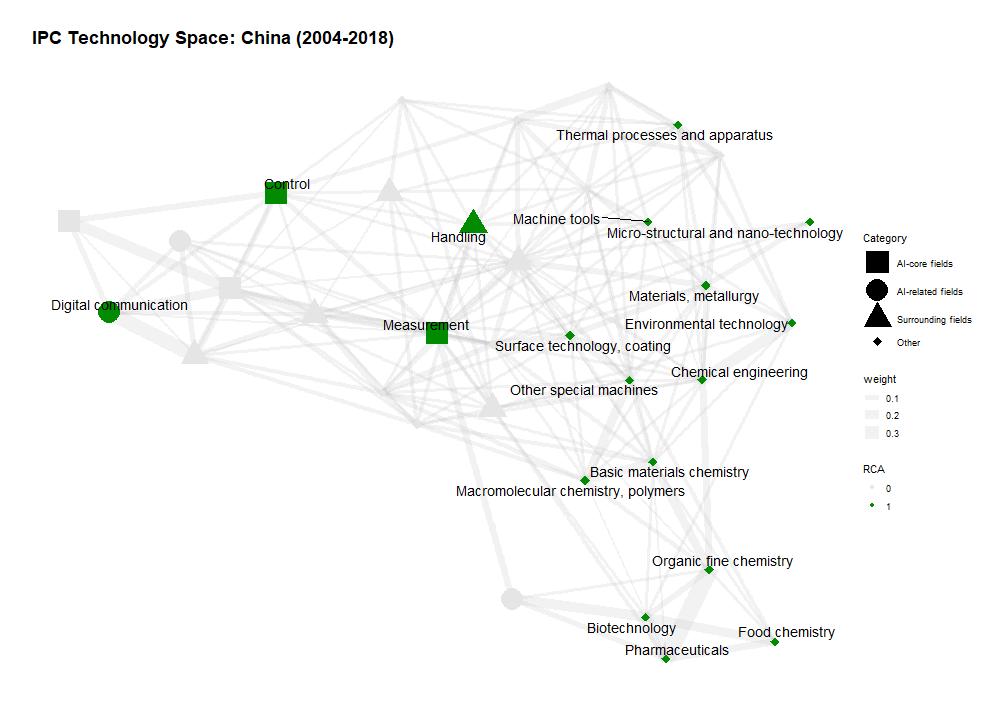 IPC Technology Space: China (2004-2018)
Thermal processes and apparatus
Control
Machine tools
Handling
Micro-structural and nano-technology
Digital communication
Materials, metallurgy
Measurement
Environmental technology
Surface technology, coating
Chemical engineering
Other special machines
Basic materials chemistry
Macromolecular chemistry, polymers
Organic fine chemistry
Biotechnology
Food chemistry
Pharmaceuticals
Category
AI-core fields
AI-related fields
Surrounding fields
Other
weight
0.1
0.2
0.3
RCA
0
1